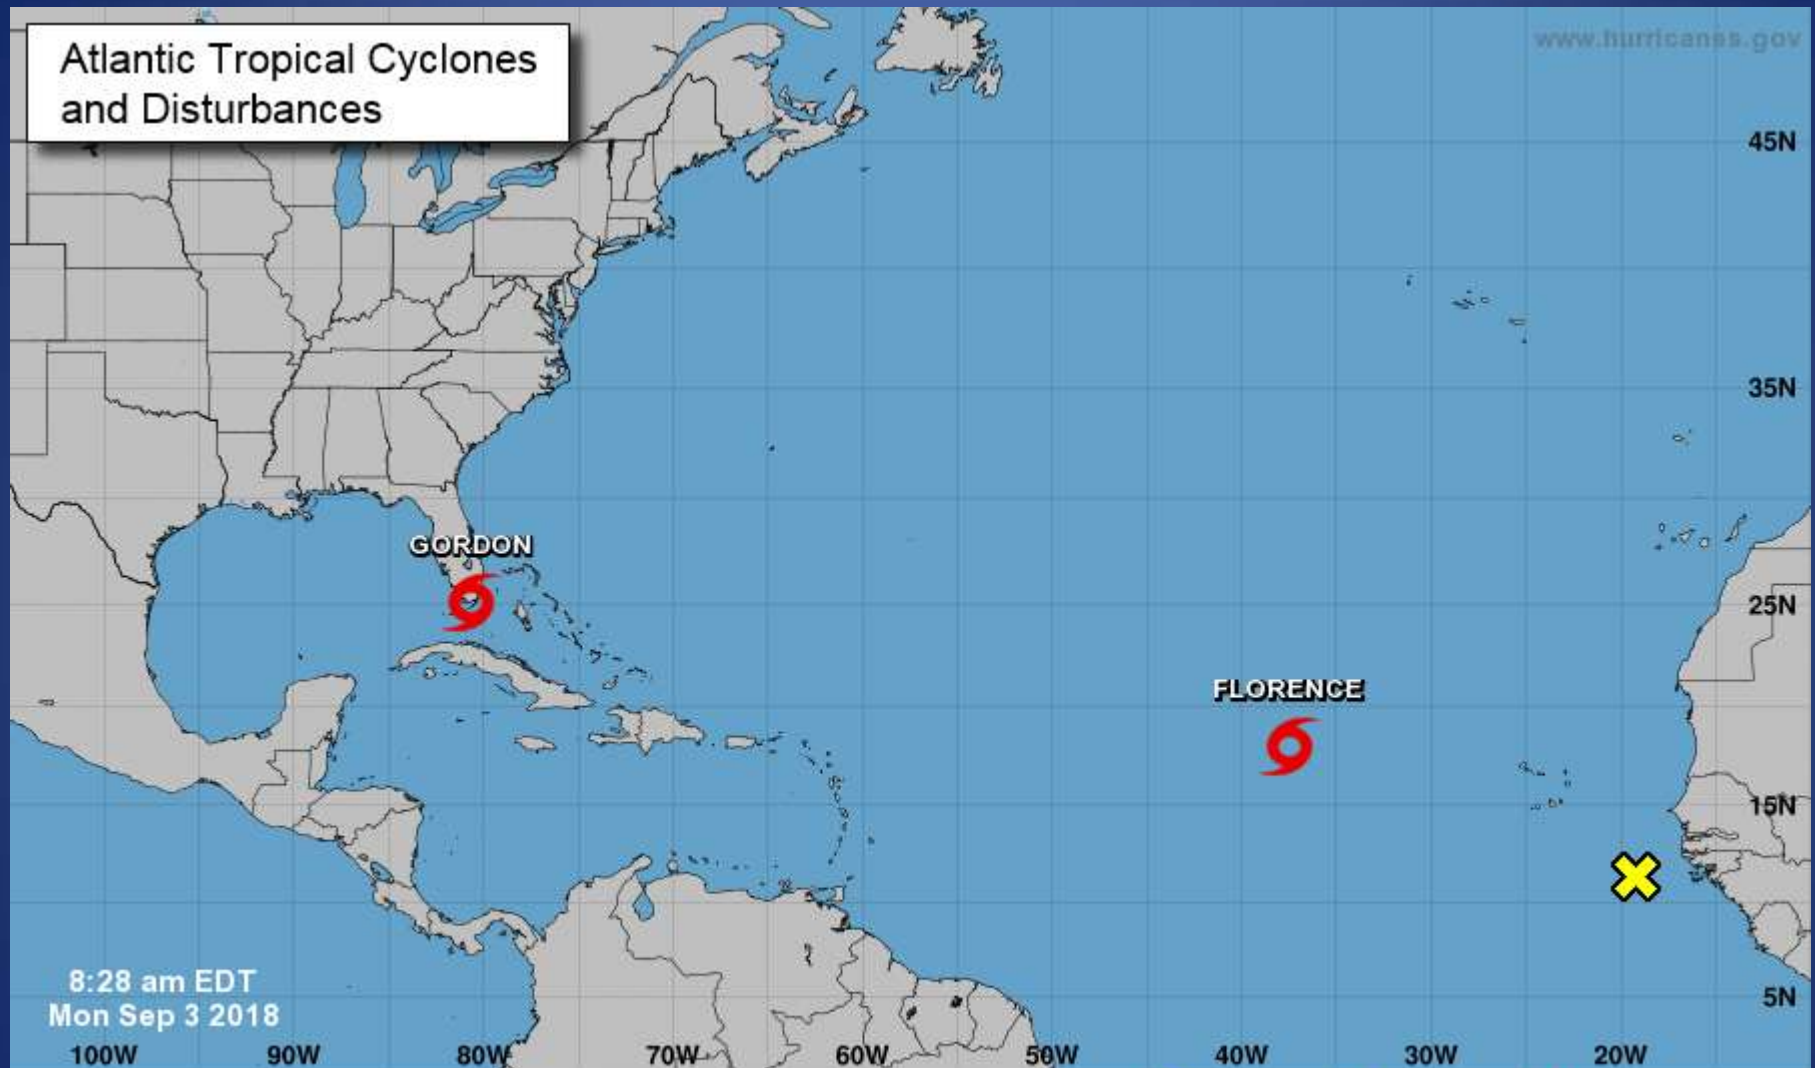 Atlantic Tropical Cyclones
and Disturbances
www.hurricanes.gov
45N
35N
GORDON
25N
FLORENCE
15N
8:28 am EDT
Mon Sep 3 2018
5N
100W 90W 80W 70W 60W 50W 40W 30W 20W